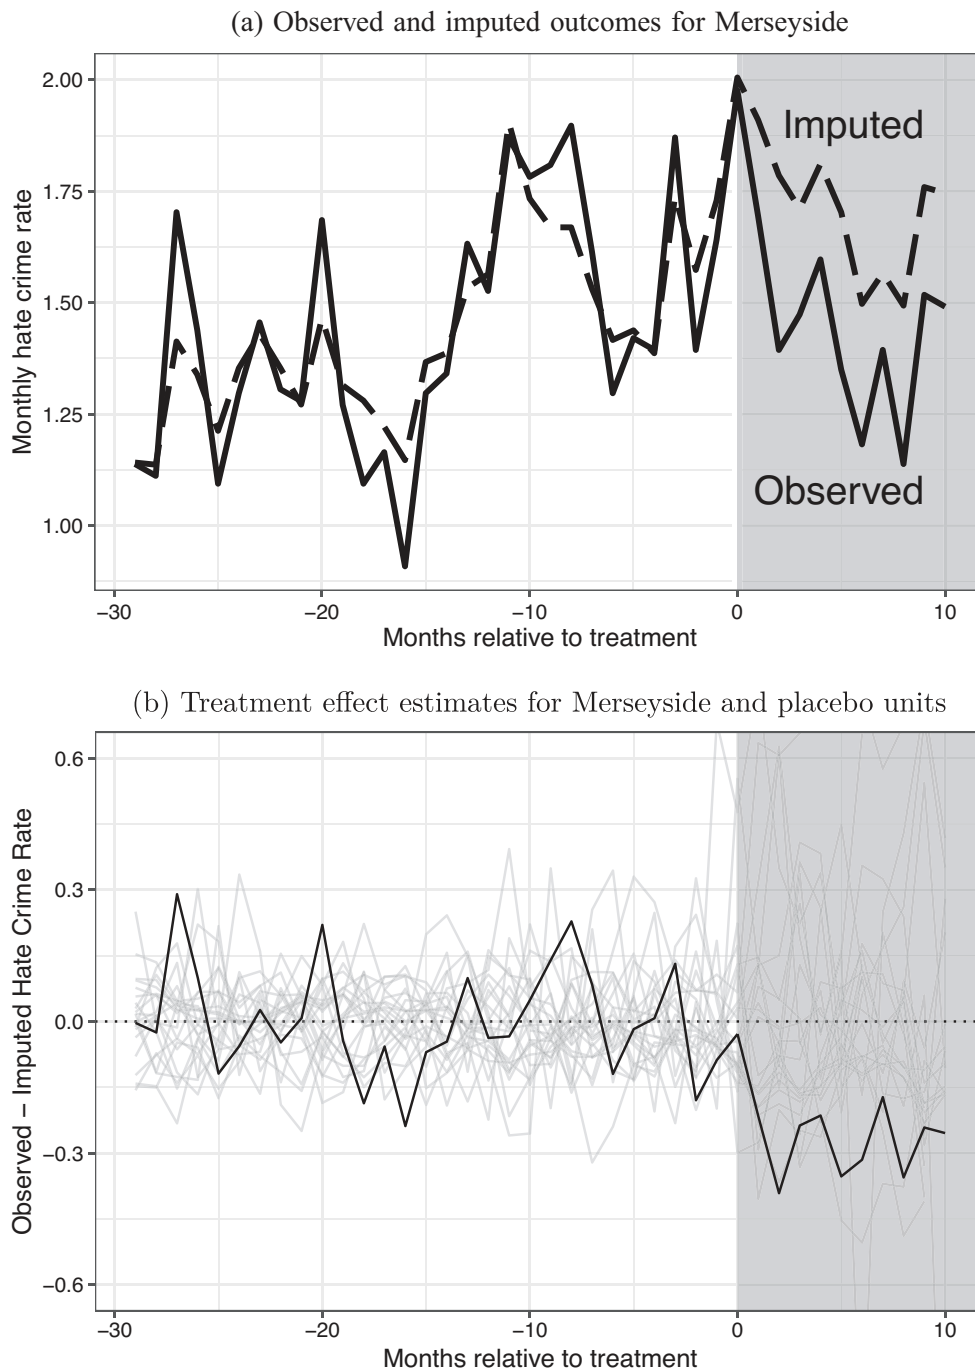 (a) Observed and imputed outcomes for Merseyside
2.00
1.75
1.50
1.25
1.00
Monthly hate crime rate
Imputed
Observed
−30
−20
−10
0
10
Months relative to treatment
(b) Treatment effect estimates for Merseyside and placebo units
0.6
0.3
0.0
−0.3
−0.6
Observed − Imputed Hate Crime Rate
−30
−20
−10
0
10
Months relative to treatment